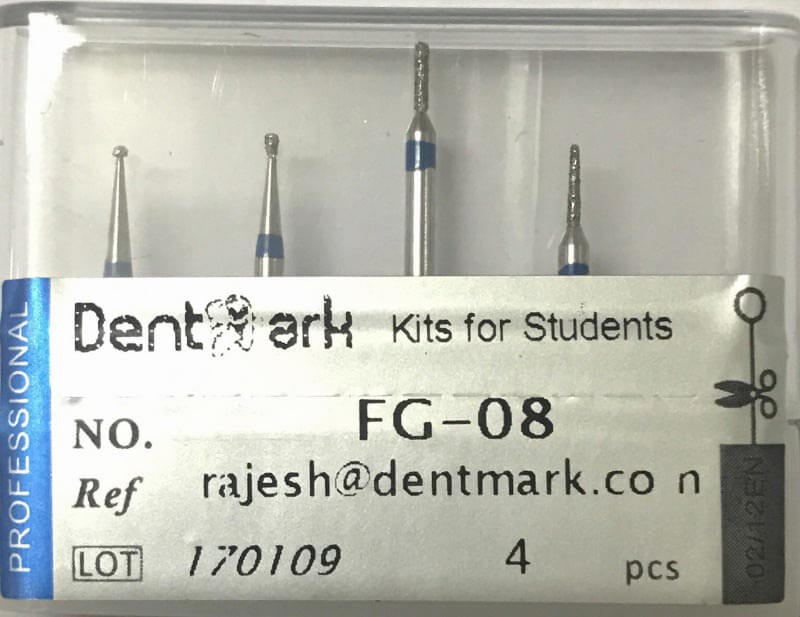 PROFESSIONAL
Dentmark Kits for Students
NO. FG-08
Ref rajesh@dentmark.co n
LOT 170109 4 pcs
02/12EN